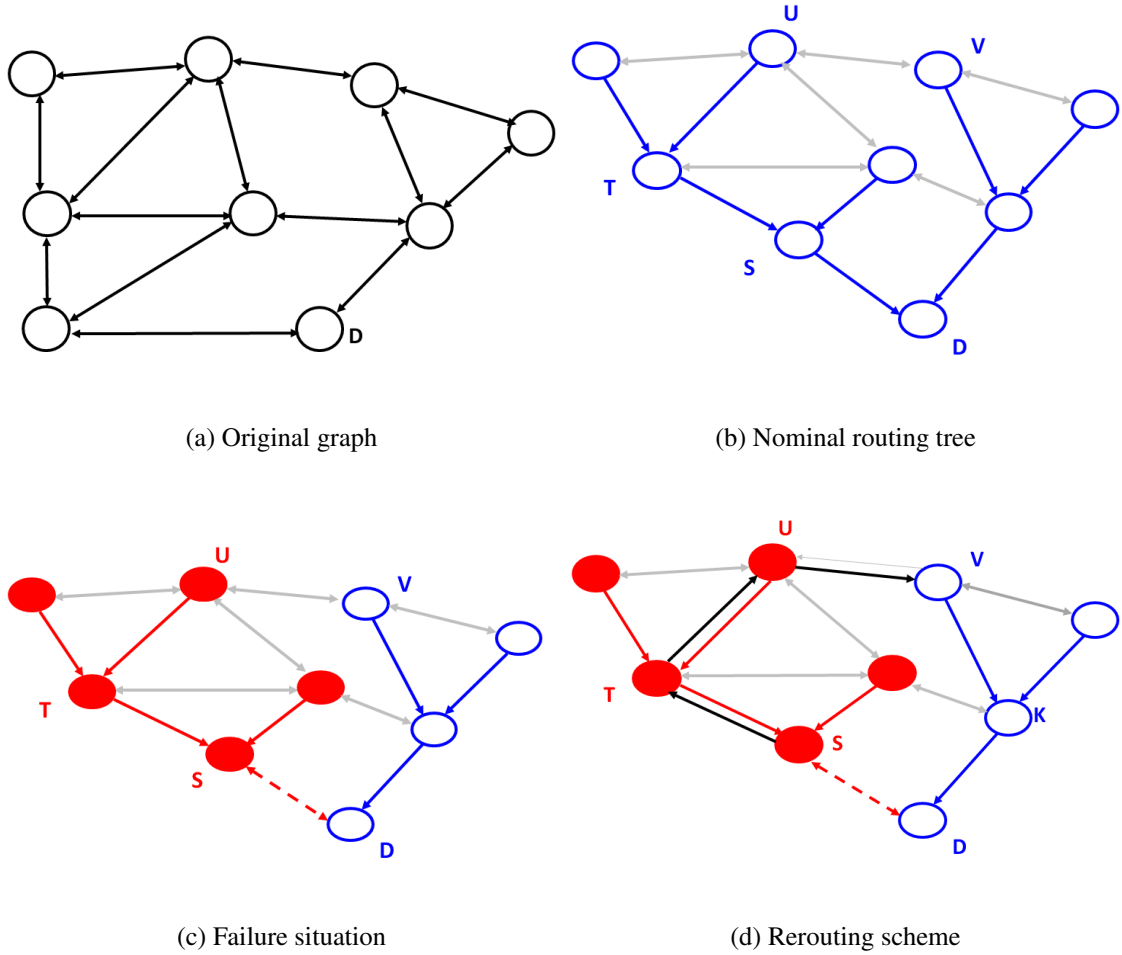 D
(a) Original graph
U
V
T
S
D
(b) Nominal routing tree
U
V
T
S
D
(c) Failure situation
U
V
T
K
S
D
(d) Rerouting scheme